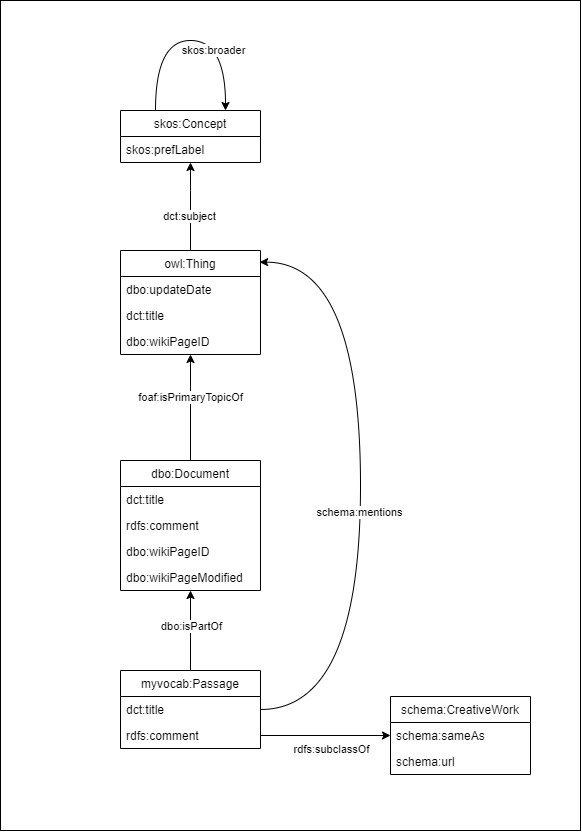 skos:broader
skos:Concept
skos:prefLabel
dct:subject
owl:Thing
dbo:updateDate
dct:title
dbo:wikiPageID
foaf:isPrimaryTopicOf
dbo:Document
dct:title
rdfs:comment
dbo:wikiPageID
dbo:wikiPageModified
schema:mentions
dbo:isPartOf
myvocab:Passage
dct:title
rdfs:comment
rdfs:subclassOf
schema:CreativeWork
schema:sameAs
schema:url